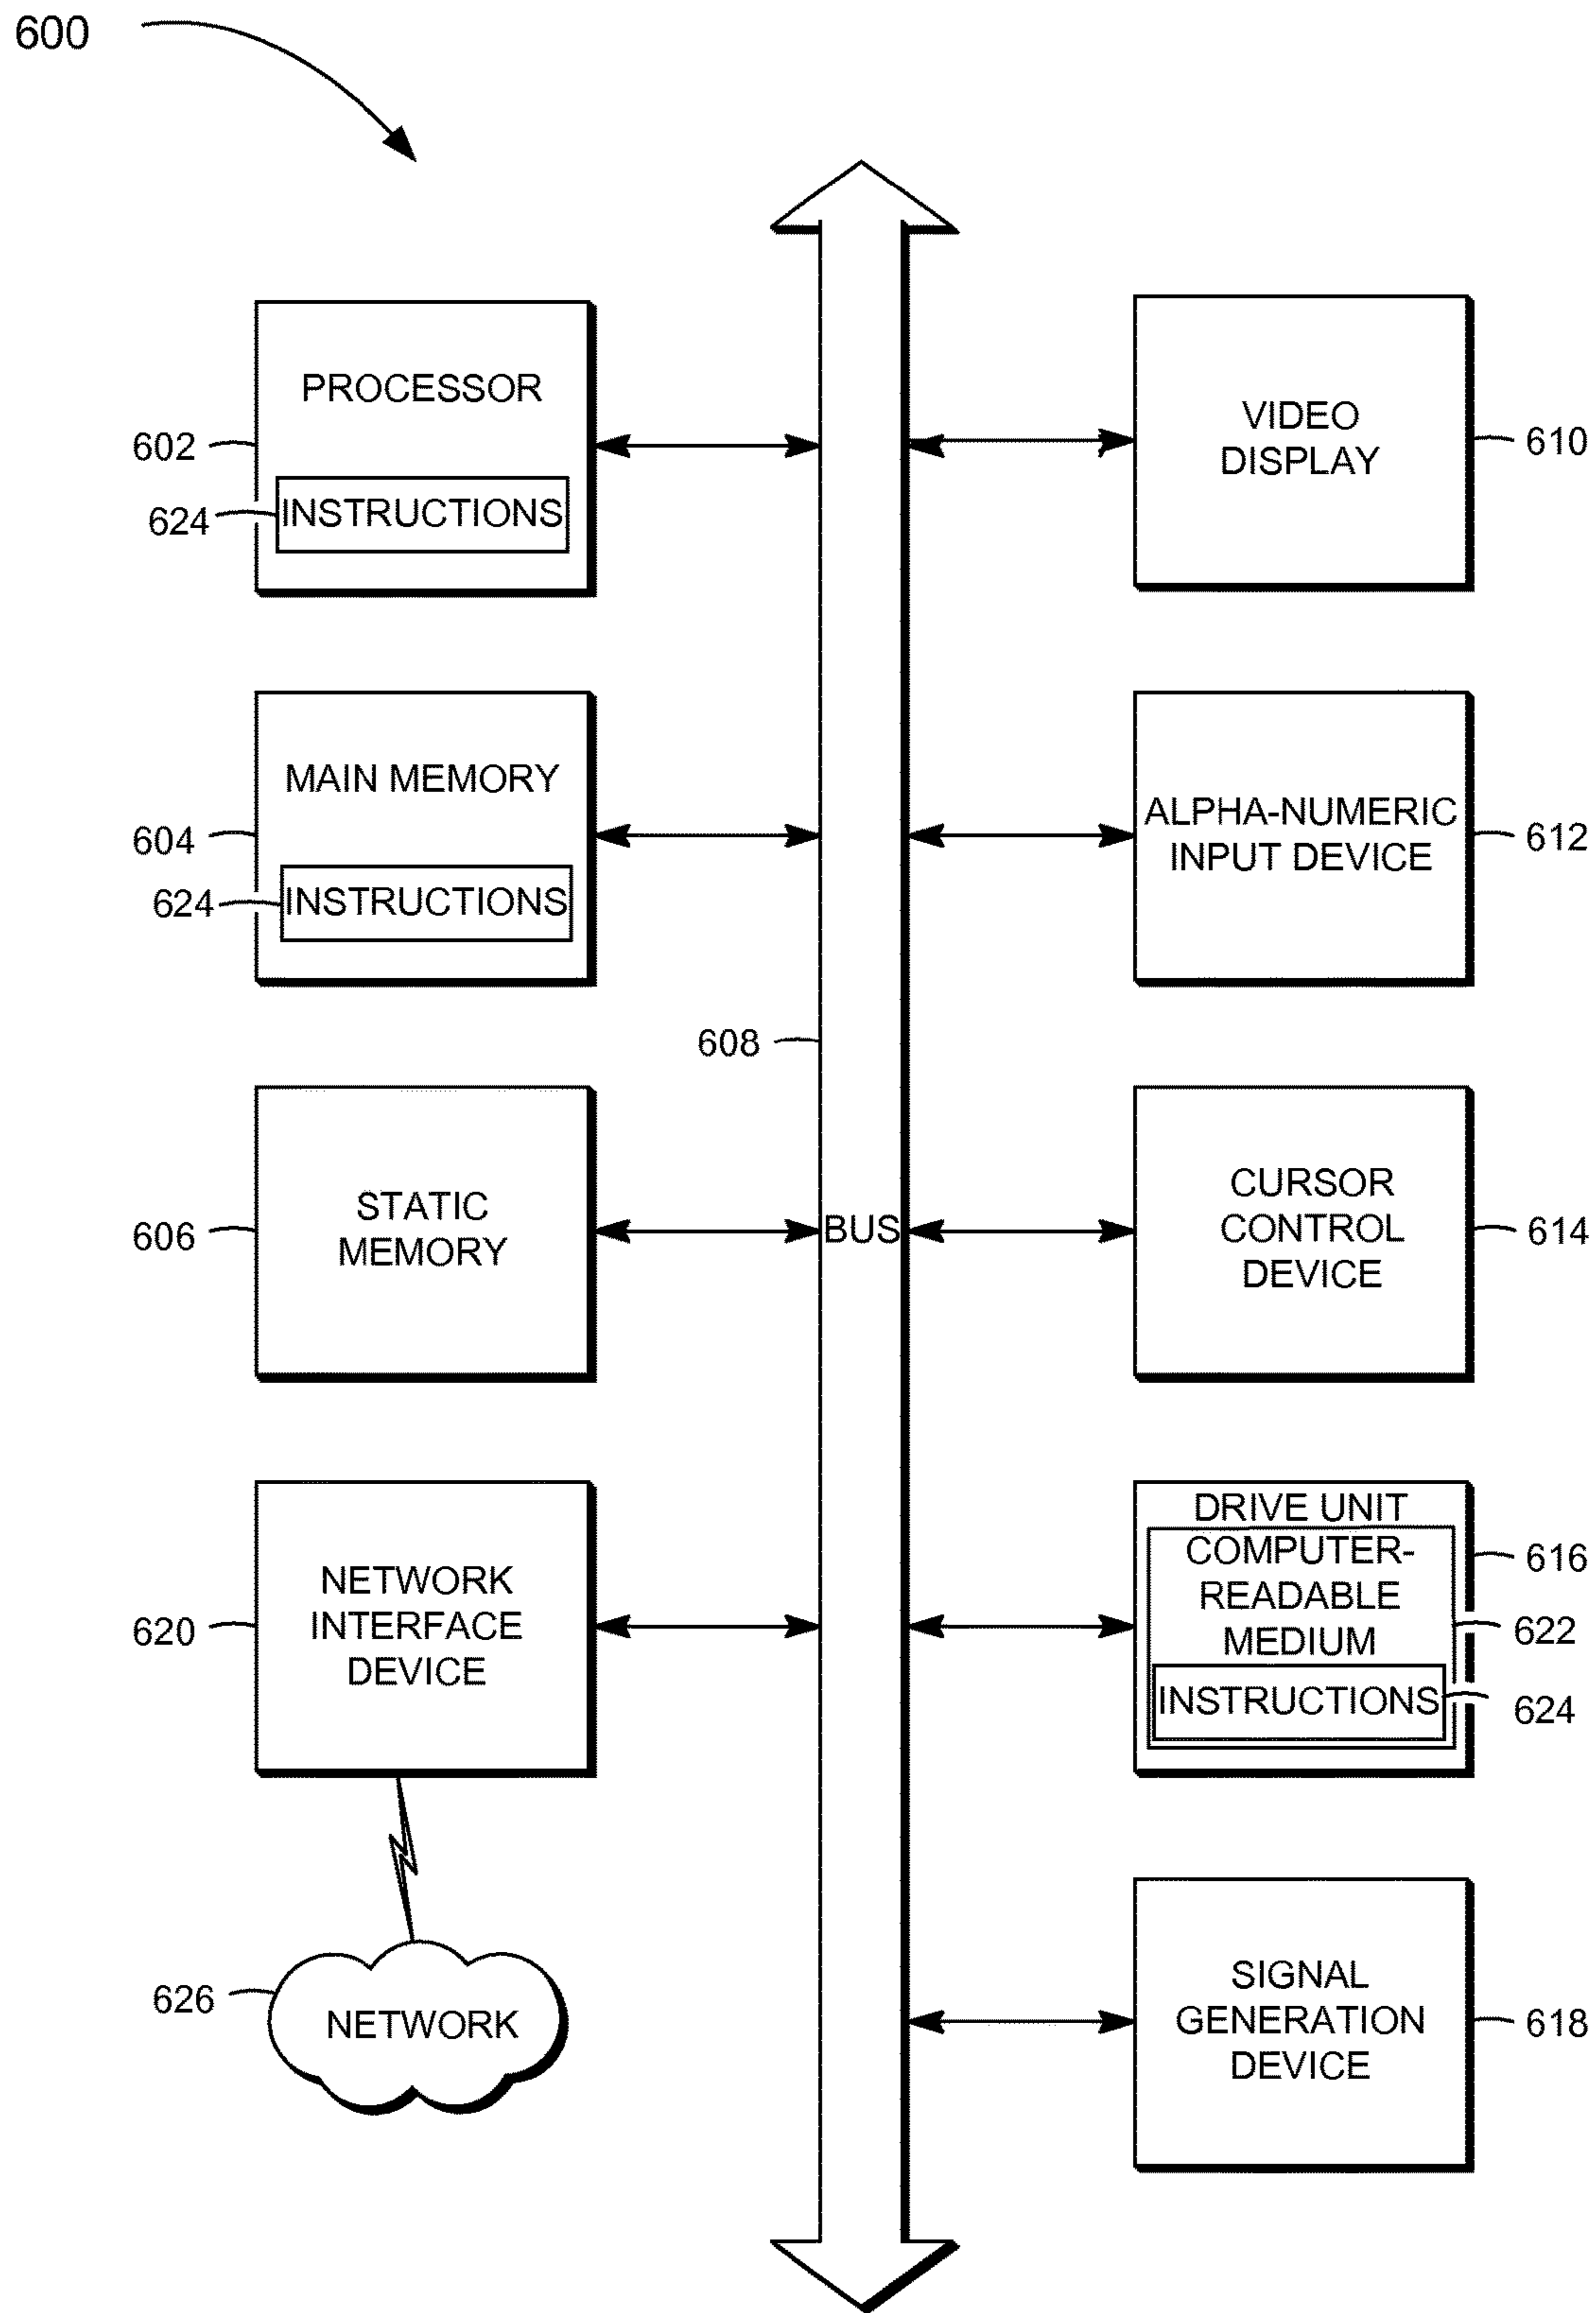 600
PROCESSOR
602
INSTRUCTIONS
624
VIDEO
DISPLAY
610
MAIN MEMORY
604
INSTRUCTIONS
624
ALPHA-NUMERIC
INPUT DEVICE
612
608
STATIC
MEMORY
606
BUS
CURSOR
CONTROL
DEVICE
614
NETWORK
INTERFACE
DEVICE
620
DRIVE UNIT
616
COMPUTER-
READABLE
MEDIUM
622
INSTRUCTIONS
624
626
NETWORK
SIGNAL
GENERATION
DEVICE
618